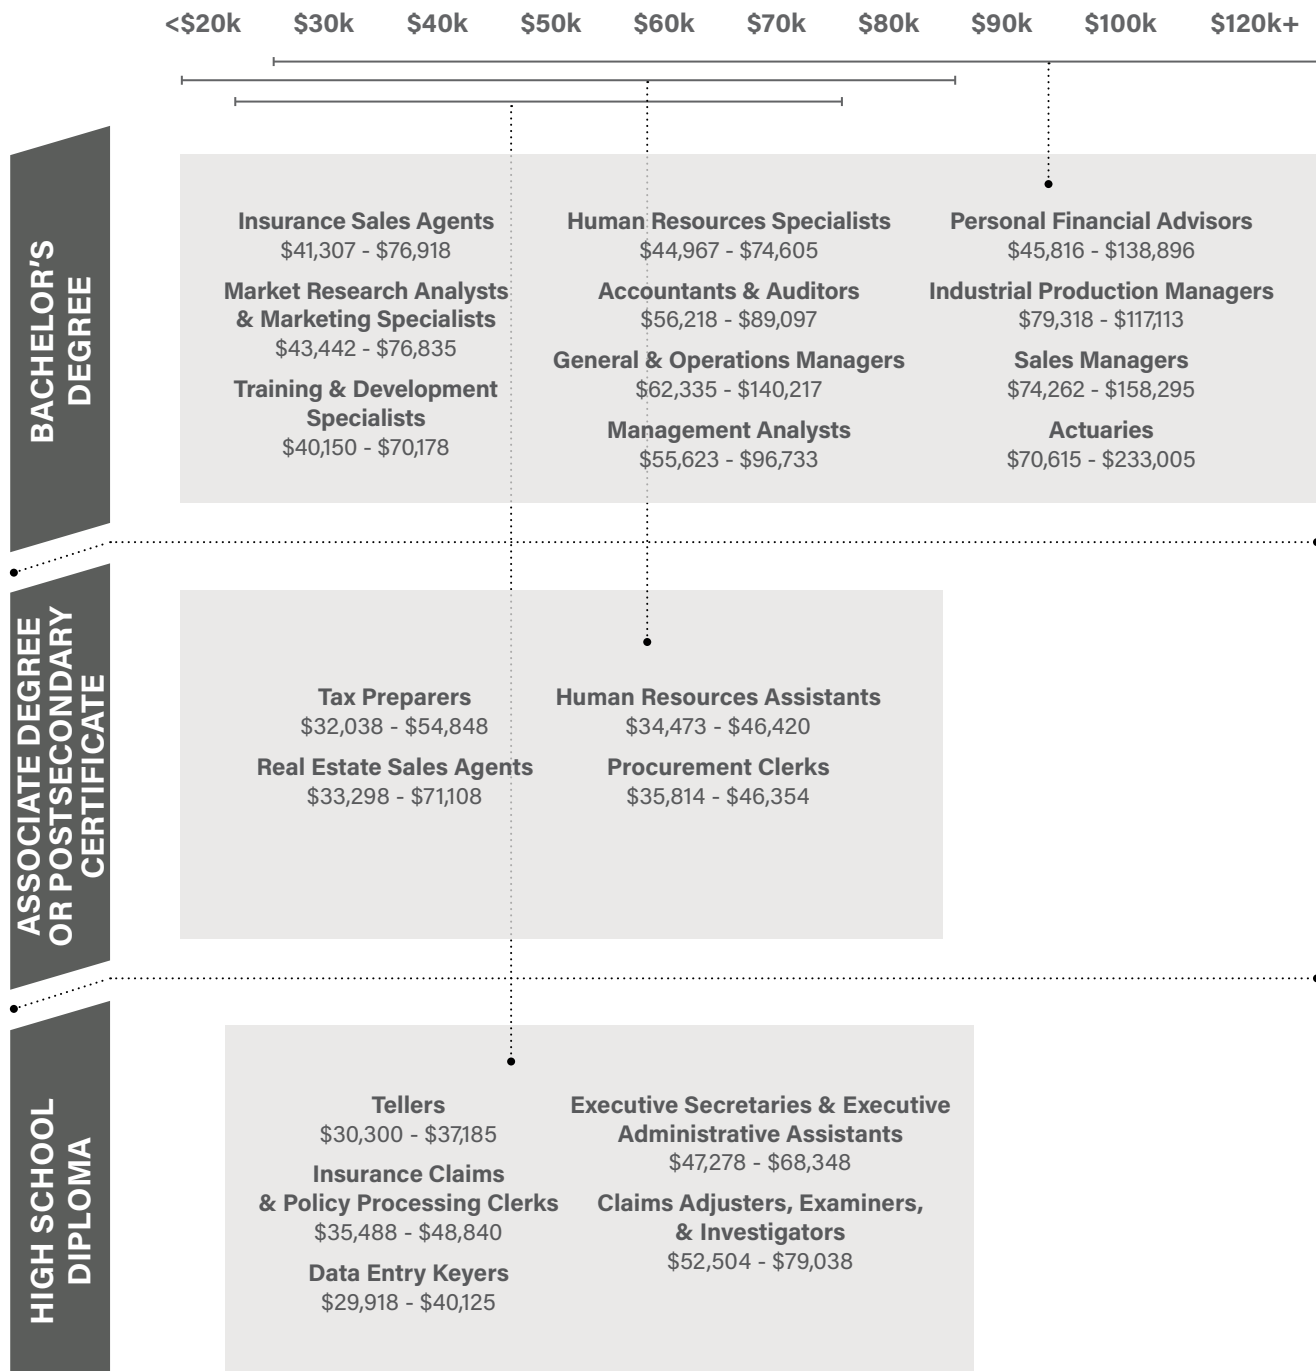 <$20k $30k $40k $50k $60k $70k $80k $90k $100k $120k+
BACHELOR'S
DEGREE
Insurance Sales Agents
$41,307 - $76,918
Market Research Analysts
& Marketing Specialists
$43,442 - $76,835
Training & Development
Specialists
$40,150 - $70,178
Human Resources Specialists
$44,967 - $74,605
Accountants & Auditors
$56,218 - $89,097
General & Operations Managers
$62,335 - $140,217
Management Analysts
$55,623 - $96,733
Personal Financial Advisors
$45,816 - $138,896
Industrial Production Managers
$79,318 - $117,113
Sales Managers
$74,262 - $158,295
Actuaries
$70,615 - $233,005
ASSOCIATE DEGREE
OR POSTSECONDARY
CERTIFICATE
Tax Preparers
$32,038 - $54,848
Real Estate Sales Agents
$33,298 - $71,108
Human Resources Assistants
$34,473 - $46,420
Procurement Clerks
$35,814 - $46,354
HIGH SCHOOL
DIPLOMA
Tellers
$30,300 - $37,185
Insurance Claims
& Policy Processing Clerks
$35,488 - $48,840
Data Entry Keyers
$29,918 - $40,125
Executive Secretaries & Executive
Administrative Assistants
$47,278 - $68,348
Claims Adjusters, Examiners,
& Investigators
$52,504 - $79,038